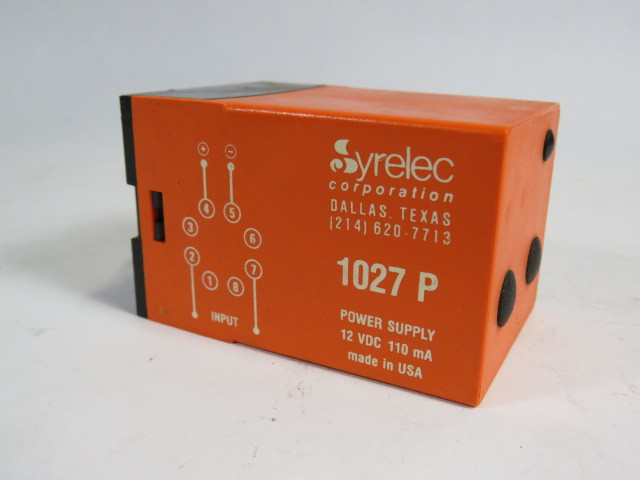 + −
4 5
3 6
2 7
1 8
INPUT
Syrelec
corporation
DALLAS, TEXAS
(214) 620-7713
1027 P
POWER SUPPLY
12 VDC 110 mA
made in USA